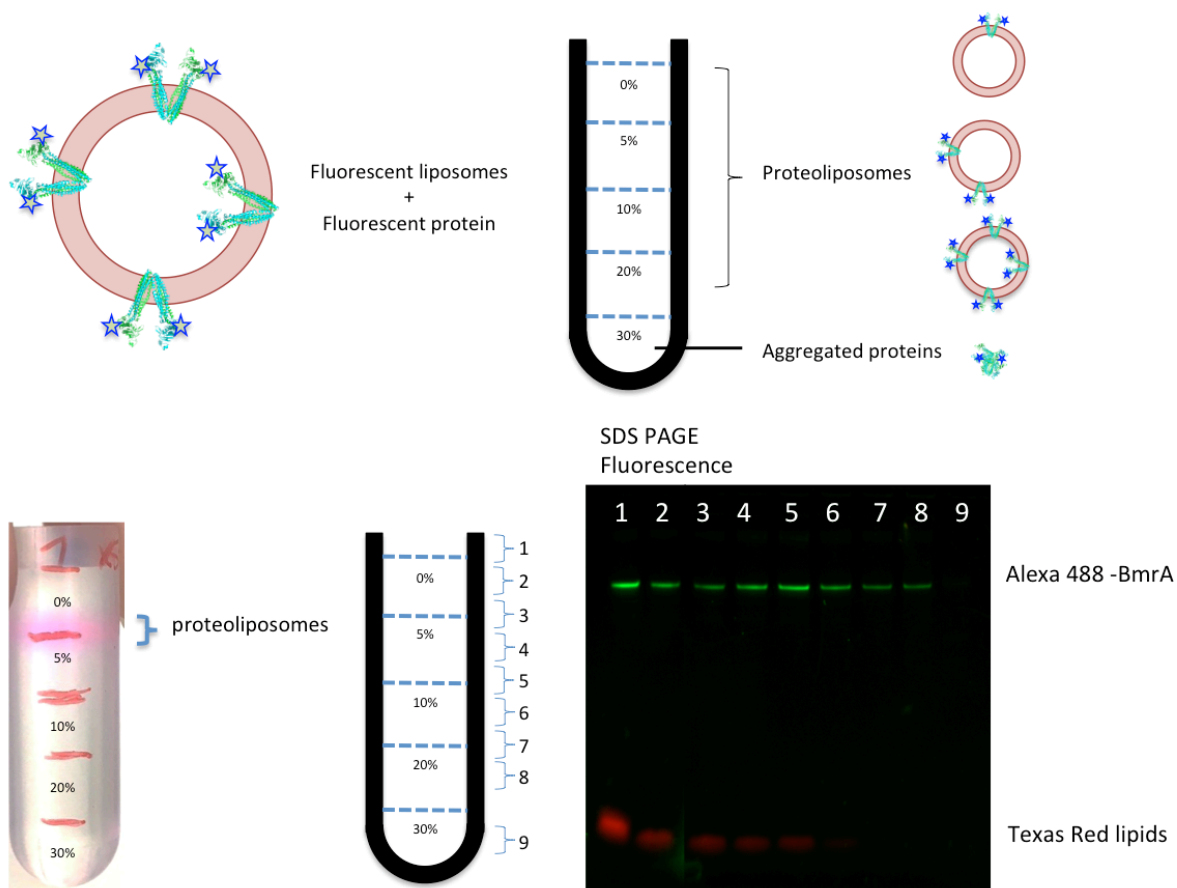 Fluorescent liposomes
+
Fluorescent protein
0%
5%
10%
20%
30%
Proteoliposomes
Aggregated proteins
SDS PAGE
Fluorescence
0%
5%
10%
20%
30%
proteoliposomes
0%
5%
10%
20%
30%
1
2
3
4
5
6
7
8
9
1 2 3 4 5 6 7 8 9
Alexa 488 -BmrA
Texas Red lipids